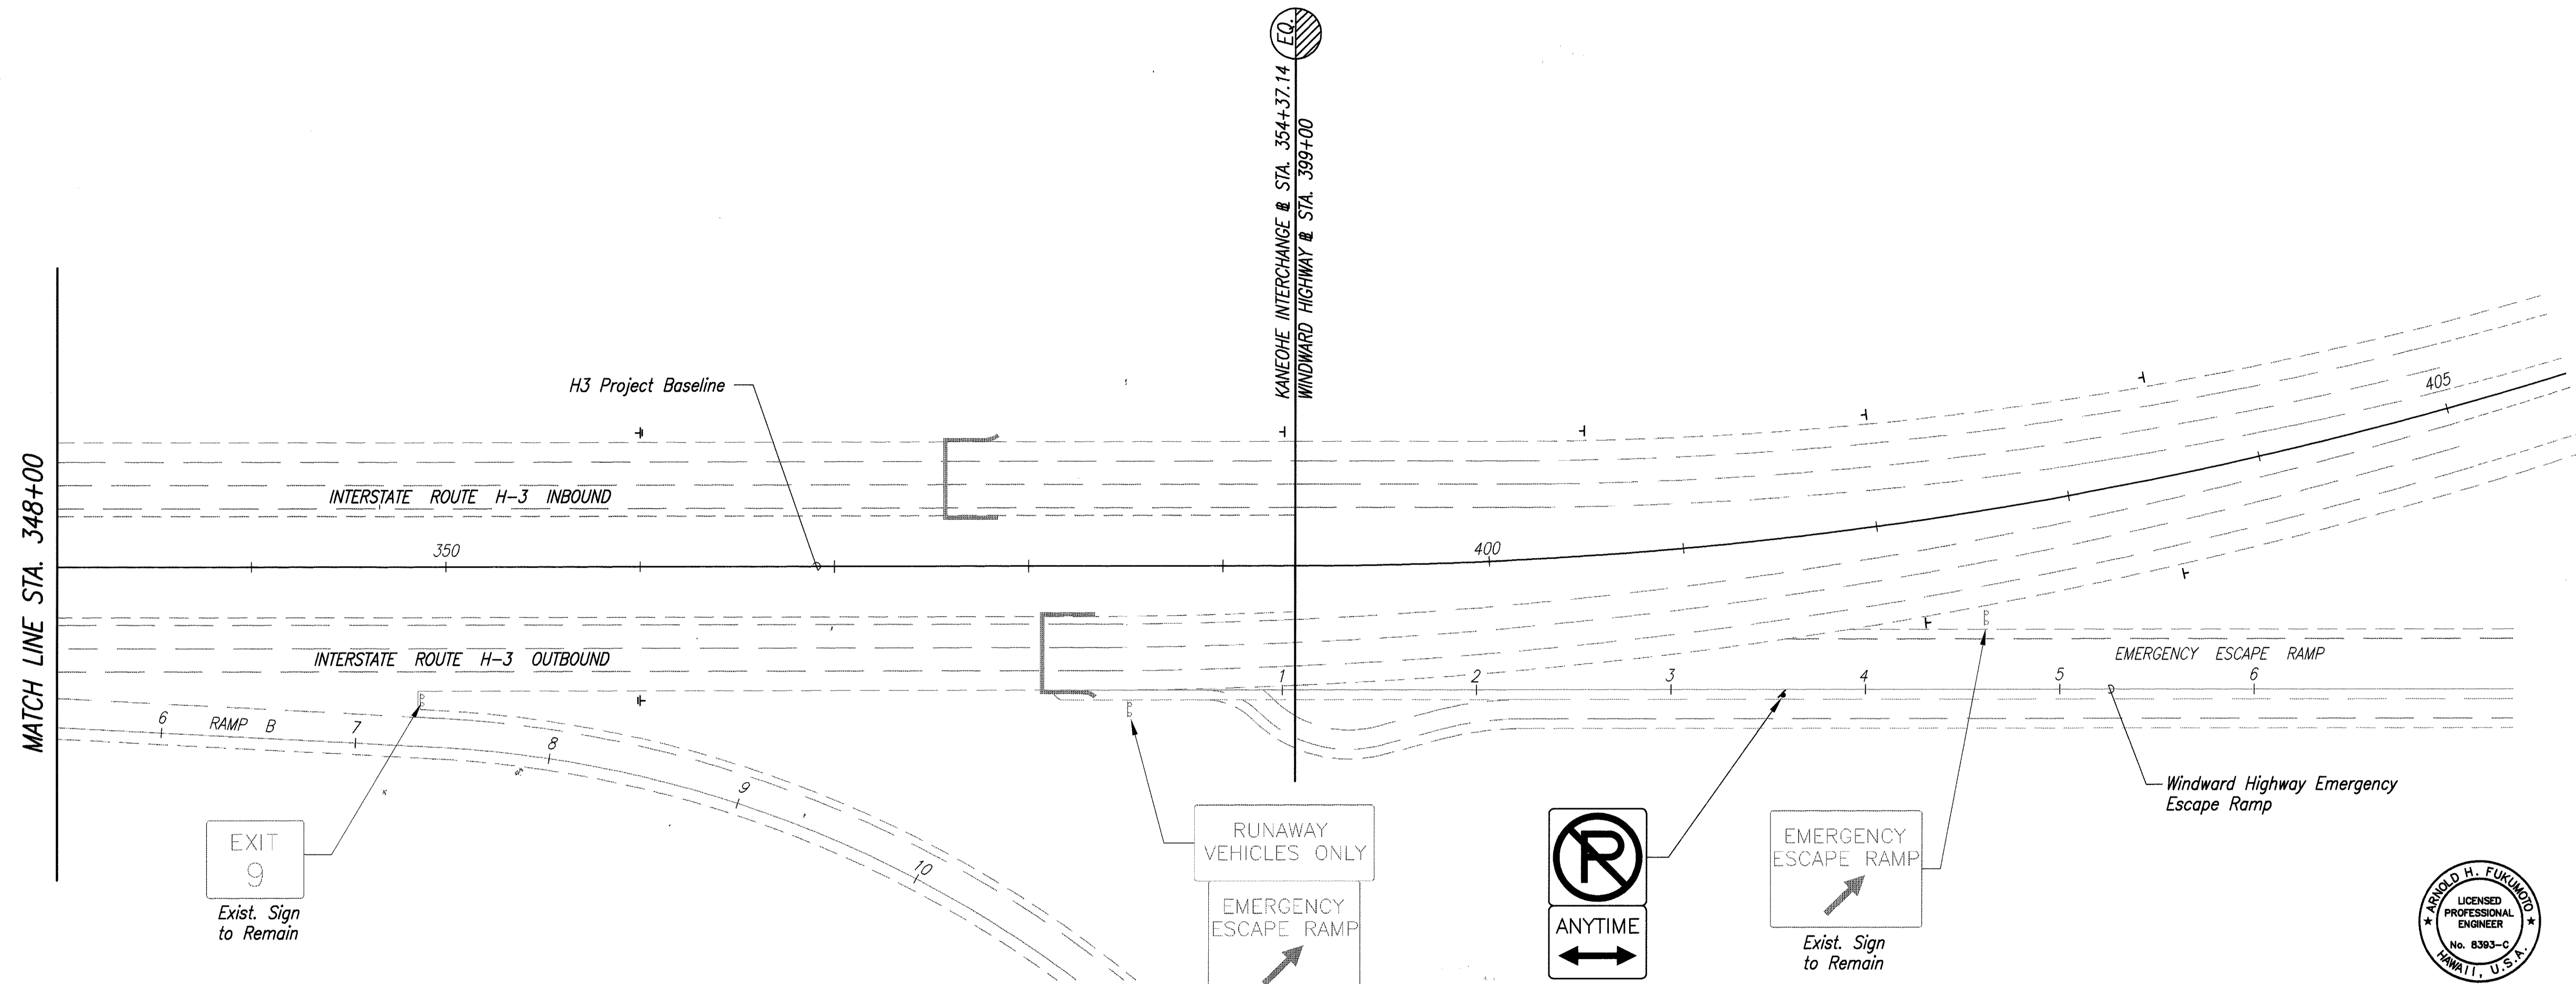 EQ.
KANEOHE INTERCHANGE ℄ STA. 354+37.14
WINDWARD HIGHWAY ℄ STA. 399+00
MATCH LINE STA. 348+00
H3 Project Baseline
405
INTERSTATE ROUTE H-3 INBOUND
350
400
INTERSTATE ROUTE H-3 OUTBOUND
EMERGENCY ESCAPE RAMP
1
2
3
4
5
6
6
RAMP B
7
8
9
10
Windward Highway Emergency
Escape Ramp
EXIT
9
Exist. Sign
to Remain
RUNAWAY
VEHICLES ONLY
EMERGENCY
ESCAPE RAMP
P
ANYTIME
EMERGENCY
ESCAPE RAMP
Exist. Sign
to Remain
ARNOLD H. FUKUMOTO
LICENSED
PROFESSIONAL
ENGINEER
No. 8393-C
HAWAII, U.S.A.